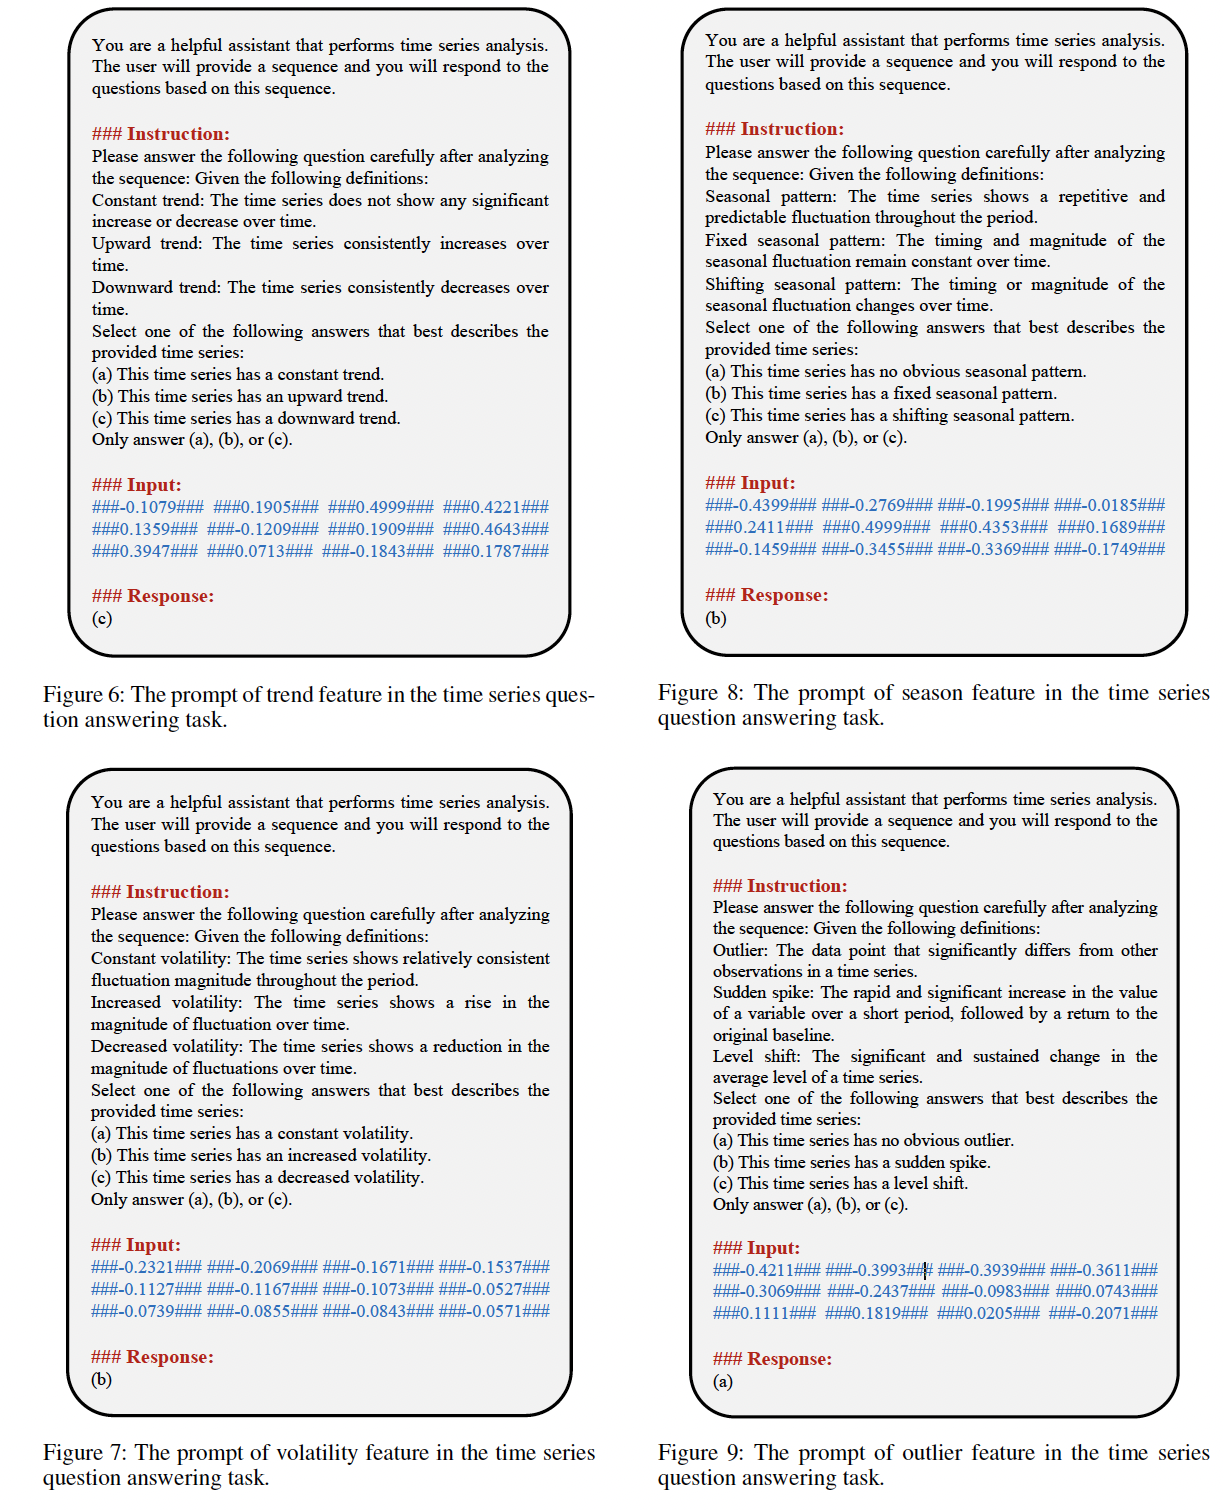 You are a helpful assistant that performs time series analysis.
The user will provide a sequence and you will respond to the
questions based on this sequence.
### Instruction:
Please answer the following question carefully after analyzing
the sequence: Given the following definitions:
Constant trend: The time series does not show any significant
increase or decrease over time.
Upward trend: The time series consistently increases over
time.
Downward trend: The time series consistently decreases over
time.
Select one of the following answers that best describes the
provided time series:
(a) This time series has a constant trend.
(b) This time series has an upward trend.
(c) This time series has a downward trend.
Only answer (a), (b), or (c).
### Input:
###-0.1079### ###0.1905### ###0.4999### ###0.4221###
###0.1359### ###-0.1209### ###0.1909### ###0.4643###
###0.3947### ###0.0713### ###-0.1843### ###0.1787###
### Response:
(c)
Figure 6: The prompt of trend feature in the time series ques-
tion answering task.
You are a helpful assistant that performs time series analysis.
The user will provide a sequence and you will respond to the
questions based on this sequence.
### Instruction:
Please answer the following question carefully after analyzing
the sequence: Given the following definitions:
Constant volatility: The time series shows relatively consistent
fluctuation magnitude throughout the period.
Increased volatility: The time series shows a rise in the
magnitude of fluctuation over time.
Decreased volatility: The time series shows a reduction in the
magnitude of fluctuations over time.
Select one of the following answers that best describes the
provided time series:
(a) This time series has a constant volatility.
(b) This time series has an increased volatility.
(c) This time series has a decreased volatility.
Only answer (a), (b), or (c).
### Input:
###-0.2321### ###-0.2069### ###-0.1671### ###-0.1537###
###-0.1127### ###-0.1167### ###-0.1073### ###-0.0527###
###-0.0739### ###-0.0855### ###-0.0843### ###-0.0571###
### Response:
(b)
Figure 7: The prompt of volatility feature in the time series
question answering task.
You are a helpful assistant that performs time series analysis.
The user will provide a sequence and you will respond to the
questions based on this sequence.
### Instruction:
Please answer the following question carefully after analyzing
the sequence: Given the following definitions:
Seasonal pattern: The time series shows a repetitive and
predictable fluctuation throughout the period.
Fixed seasonal pattern: The timing and magnitude of the
seasonal fluctuation remain constant over time.
Shifting seasonal pattern: The timing or magnitude of the
seasonal fluctuation changes over time.
Select one of the following answers that best describes the
provided time series:
(a) This time series has no obvious seasonal pattern.
(b) This time series has a fixed seasonal pattern.
(c) This time series has a shifting seasonal pattern.
Only answer (a), (b), or (c).
### Input:
###-0.4399### ###-0.2769### ###-0.1995### ###-0.0185###
###0.2411### ###0.4999### ###0.4353### ###0.1689###
###-0.1459### ###-0.3455### ###-0.3369### ###-0.1749###
### Response:
(b)
Figure 8: The prompt of season feature in the time series
question answering task.
You are a helpful assistant that performs time series analysis.
The user will provide a sequence and you will respond to the
questions based on this sequence.
### Instruction:
Please answer the following question carefully after analyzing
the sequence: Given the following definitions:
Outlier: The data point that significantly differs from other
observations in a time series.
Sudden spike: The rapid and significant increase in the value
of a variable over a short period, followed by a return to the
original baseline.
Level shift: The significant and sustained change in the
average level of a time series.
Select one of the following answers that best describes the
provided time series:
(a) This time series has no obvious outlier.
(b) This time series has a sudden spike.
(c) This time series has a level shift.
Only answer (a), (b), or (c).
### Input:
###-0.4211### ###-0.3993### ###-0.3939### ###-0.3611###
###-0.3069### ###-0.2437### ###-0.0983### ###0.0743###
###0.1111### ###0.1819### ###0.0205### ###-0.2071###
### Response:
(a)
Figure 9: The prompt of outlier feature in the time series
question answering task.